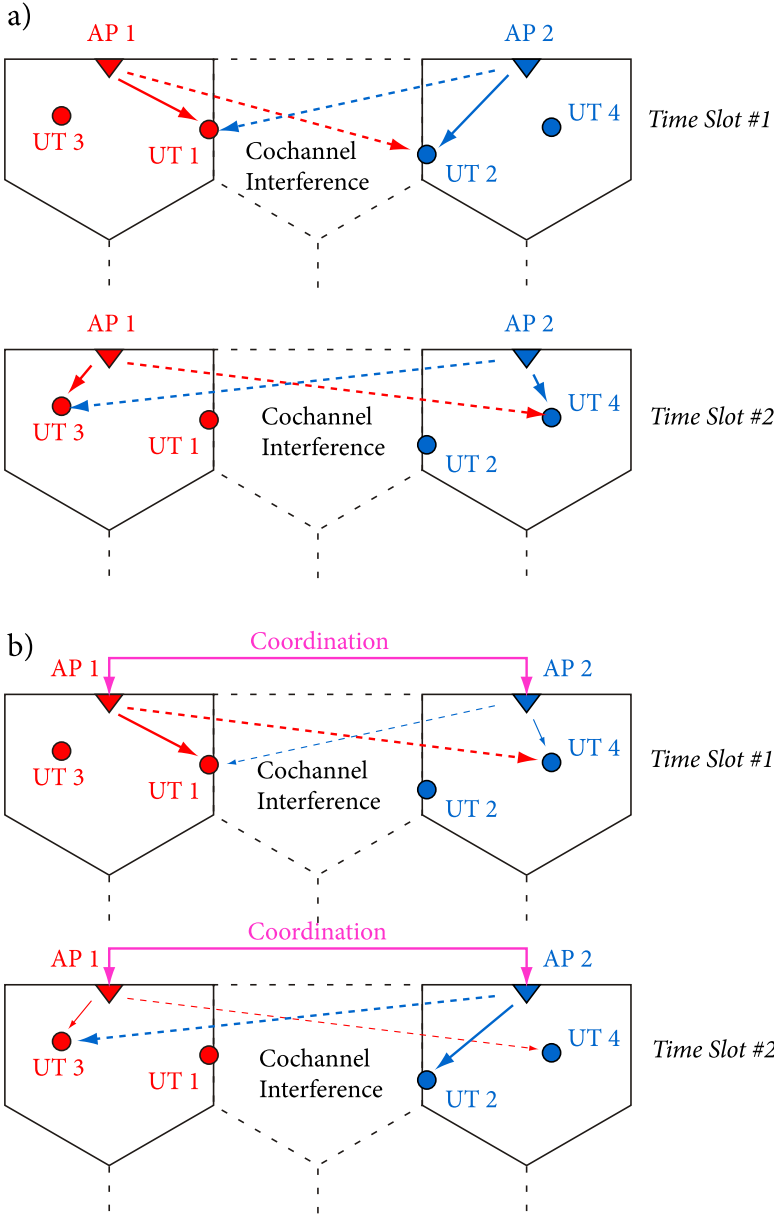 a)
AP 1
AP 2
UT 3
UT 1
Cochannel
Interference
UT 2
UT 4
Time Slot #1
AP 1
AP 2
UT 3
UT 1
Cochannel
Interference
UT 2
UT 4
Time Slot #2
b)
Coordination
AP 1
AP 2
UT 3
UT 1
Cochannel
Interference
UT 2
UT 4
Time Slot #1
Coordination
AP 1
AP 2
UT 3
UT 1
Cochannel
Interference
UT 2
UT 4
Time Slot #2